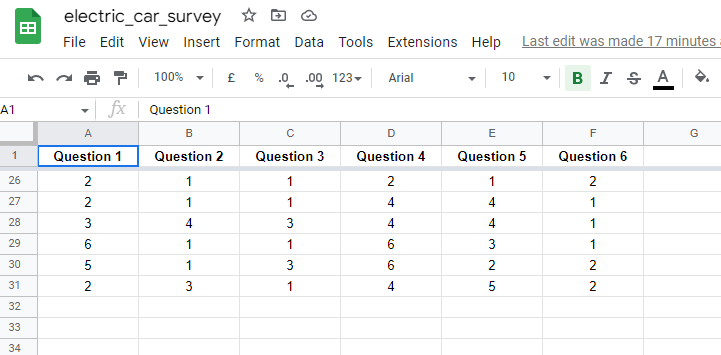 electric_car_survey
File Edit View Insert Format Data Tools Extensions Help Last edit was made 17 minutes
100% £ % .0 .00 123 Arial 10 B I S A
A1 fx Question 1
A B C D E F G
1 Question 1 Question 2 Question 3 Question 4 Question 5 Question 6
26 2 1 1 2 1 2
27 2 1 1 4 4 1
28 3 4 3 4 4 1
29 6 1 1 6 3 1
30 5 1 3 6 2 2
31 2 3 1 4 5 2
32
33
34